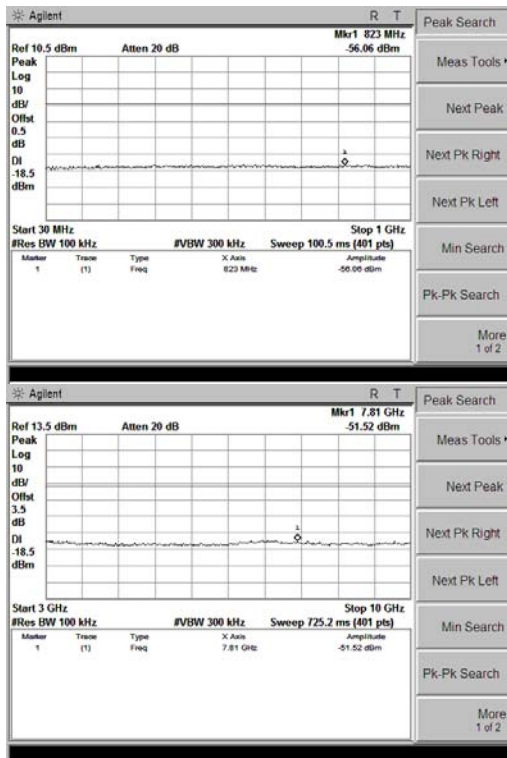 Agilent R T
Peak Search
Mkr1 823 MHz
Ref 10.5 dBm Atten 20 dB -56.06 dBm
Peak
Log
10
dB/
Offst
0.5
dB
DI
-18.5
dBm
1
Start 30 MHz Stop 1 GHz
#Res BW 100 kHz #VBW 300 kHz Sweep 100.5 ms (401 pts)
Marker Trace Type X Axis Amplitude
1 (1) Freq 823 MHz -56.06 dBm
Meas Tools
Next Peak
Next Pk Right
Next Pk Left
Min Search
Pk-Pk Search
More
1 of 2
Agilent R T
Peak Search
Mkr1 7.81 GHz
Ref 13.5 dBm Atten 20 dB -51.52 dBm
Peak
Log
10
dB/
Offst
3.5
dB
DI
-18.5
dBm
1
Start 3 GHz Stop 10 GHz
#Res BW 100 kHz #VBW 300 kHz Sweep 725.2 ms (401 pts)
Marker Trace Type X Axis Amplitude
1 (1) Freq 7.81 GHz -51.52 dBm
Meas Tools
Next Peak
Next Pk Right
Next Pk Left
Min Search
Pk-Pk Search
More
1 of 2